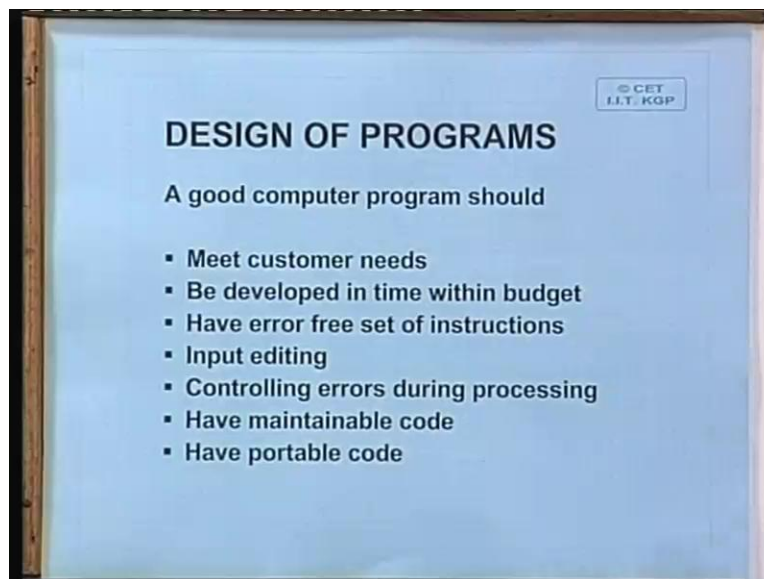 © CET
I.I.T. KGP
DESIGN OF PROGRAMS
A good computer program should
▪ Meet customer needs
▪ Be developed in time within budget
▪ Have error free set of instructions
▪ Input editing
▪ Controlling errors during processing
▪ Have maintainable code
▪ Have portable code